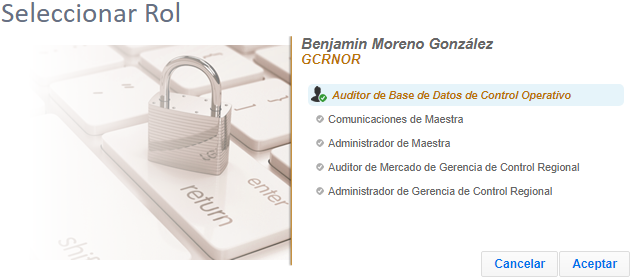 Seleccionar Rol
Benjamin Moreno González
GCRNOR
Auditor de Base de Datos de Control Operativo
Comunicaciones de Maestra
Administrador de Maestra
Auditor de Mercado de Gerencia de Control Regional
Administrador de Gerencia de Control Regional
enter
return
shi
Cancelar Aceptar